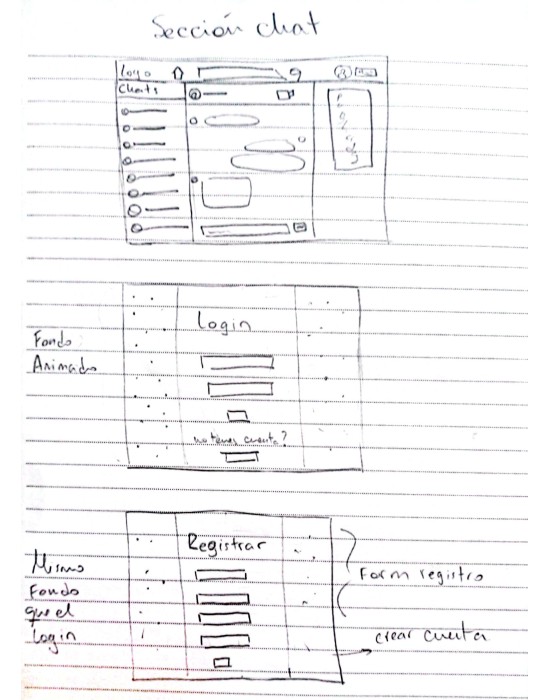 Sección chat
logo
Chats
Login
Fondo
Animado
no tenes cuenta?
Registrar
Mismo
Fondo
que el
Login
Form registro
crear cuenta